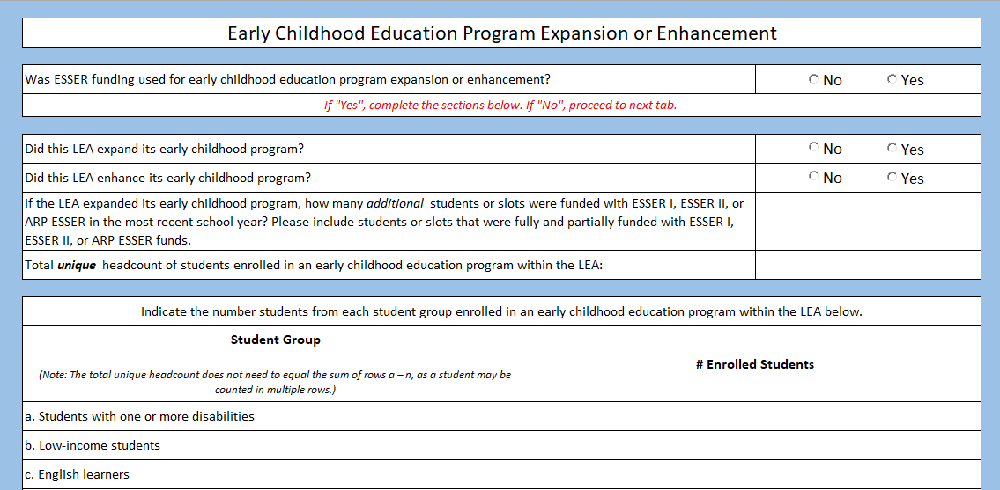 Early Childhood Education Program Expansion or Enhancement
Was ESSER funding used for early childhood education program expansion or enhancement? No Yes
If "Yes", complete the sections below. If "No", proceed to next tab.
Did this LEA expand its early childhood program? No Yes
Did this LEA enhance its early childhood program? No Yes
If the LEA expanded its early childhood program, how many additional students or slots were funded with ESSER I, ESSER II, or
ARP ESSER in the most recent school year? Please include students or slots that were fully and partially funded with ESSER I,
ESSER II, or ARP ESSER funds.
Total unique headcount of students enrolled in an early childhood education program within the LEA:
Indicate the number students from each student group enrolled in an early childhood education program within the LEA below.
Student Group
(Note: The total unique headcount does not need to equal the sum of rows a – n, as a student may be
counted in multiple rows.)
# Enrolled Students
a. Students with one or more disabilities
b. Low-income students
c. English learners